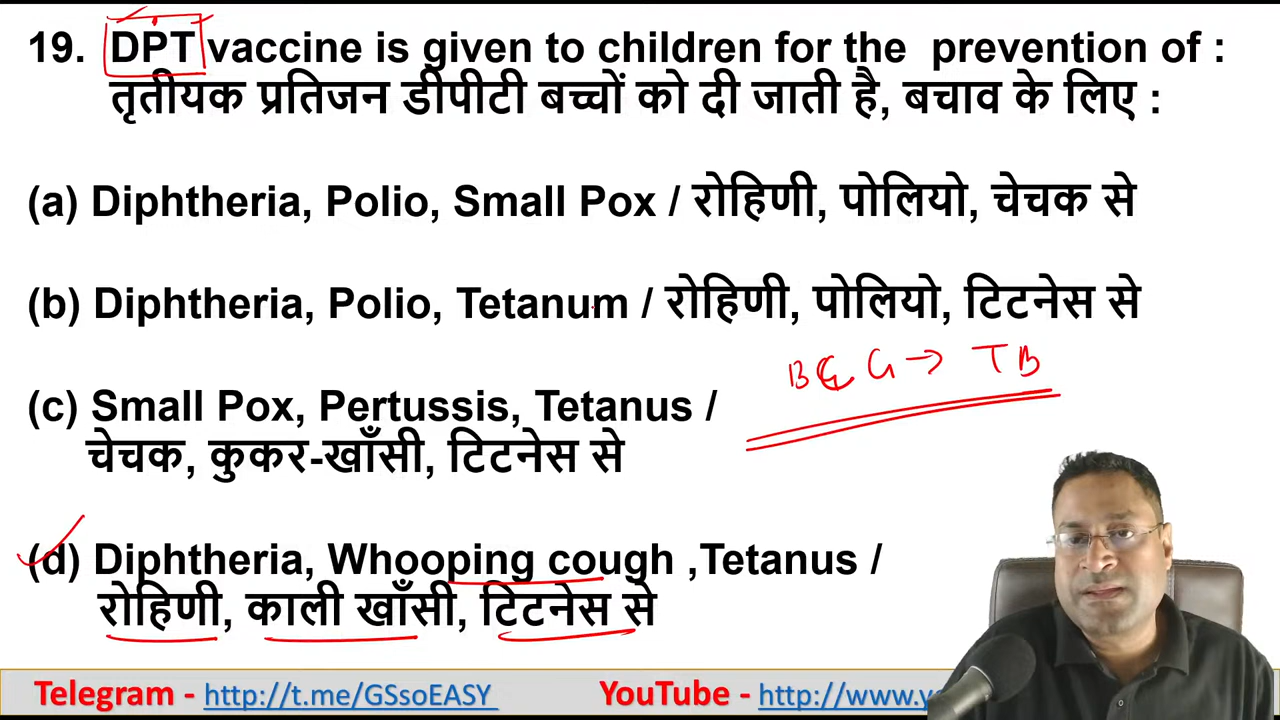 19. DPT vaccine is given to children for the prevention of :
तृतीयक प्रतिजन डीपीटी बच्चों को दी जाती है, बचाव के लिए :
(a) Diphtheria, Polio, Small Pox / रोहिणी, पोलियो, चेचक से
(b) Diphtheria, Polio, Tetanum / रोहिणी, पोलियो, टिटनेस से
BCG → TB
(c) Small Pox, Pertussis, Tetanus /
चेचक, कुकर-खाँसी, टिटनेस से
(d) Diphtheria, Whooping cough ,Tetanus /
रोहिणी, काली खाँसी, टिटनेस से
Telegram - http://t.me/GSsoEASY YouTube - http://www.y